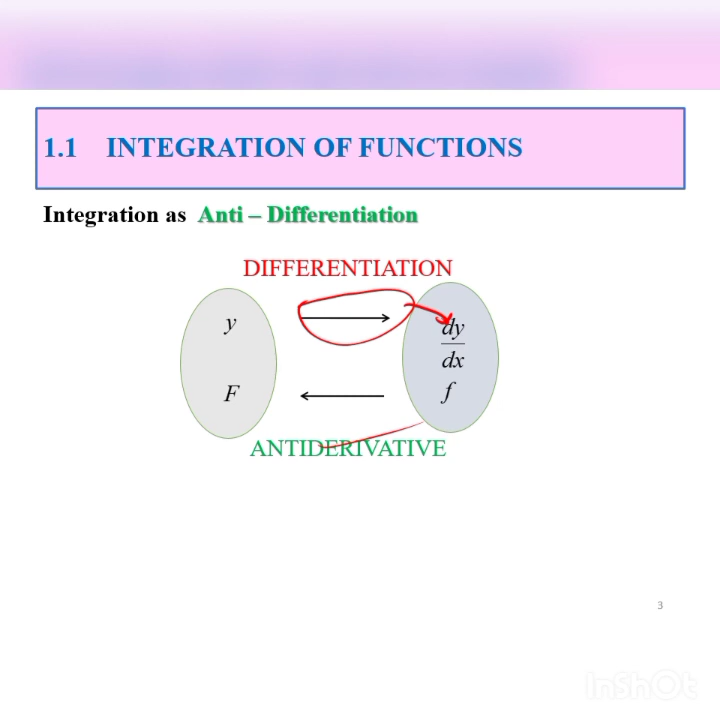 1.1 INTEGRATION OF FUNCTIONS
Integration as Anti – Differentiation
DIFFERENTIATION
y
dy
dx
F
f
ANTIDERIVATIVE
3
InShOt